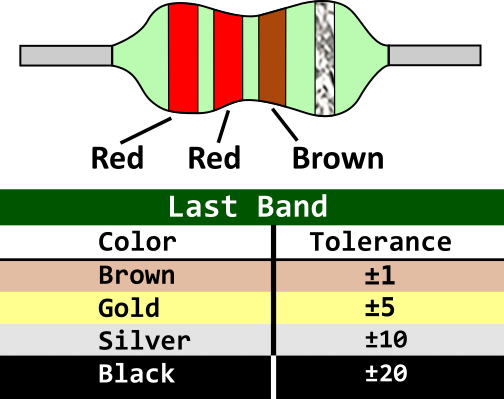 Red Red Brown
Last Band
Color Tolerance
Brown ±1
Gold ±5
Silver ±10
Black ±20